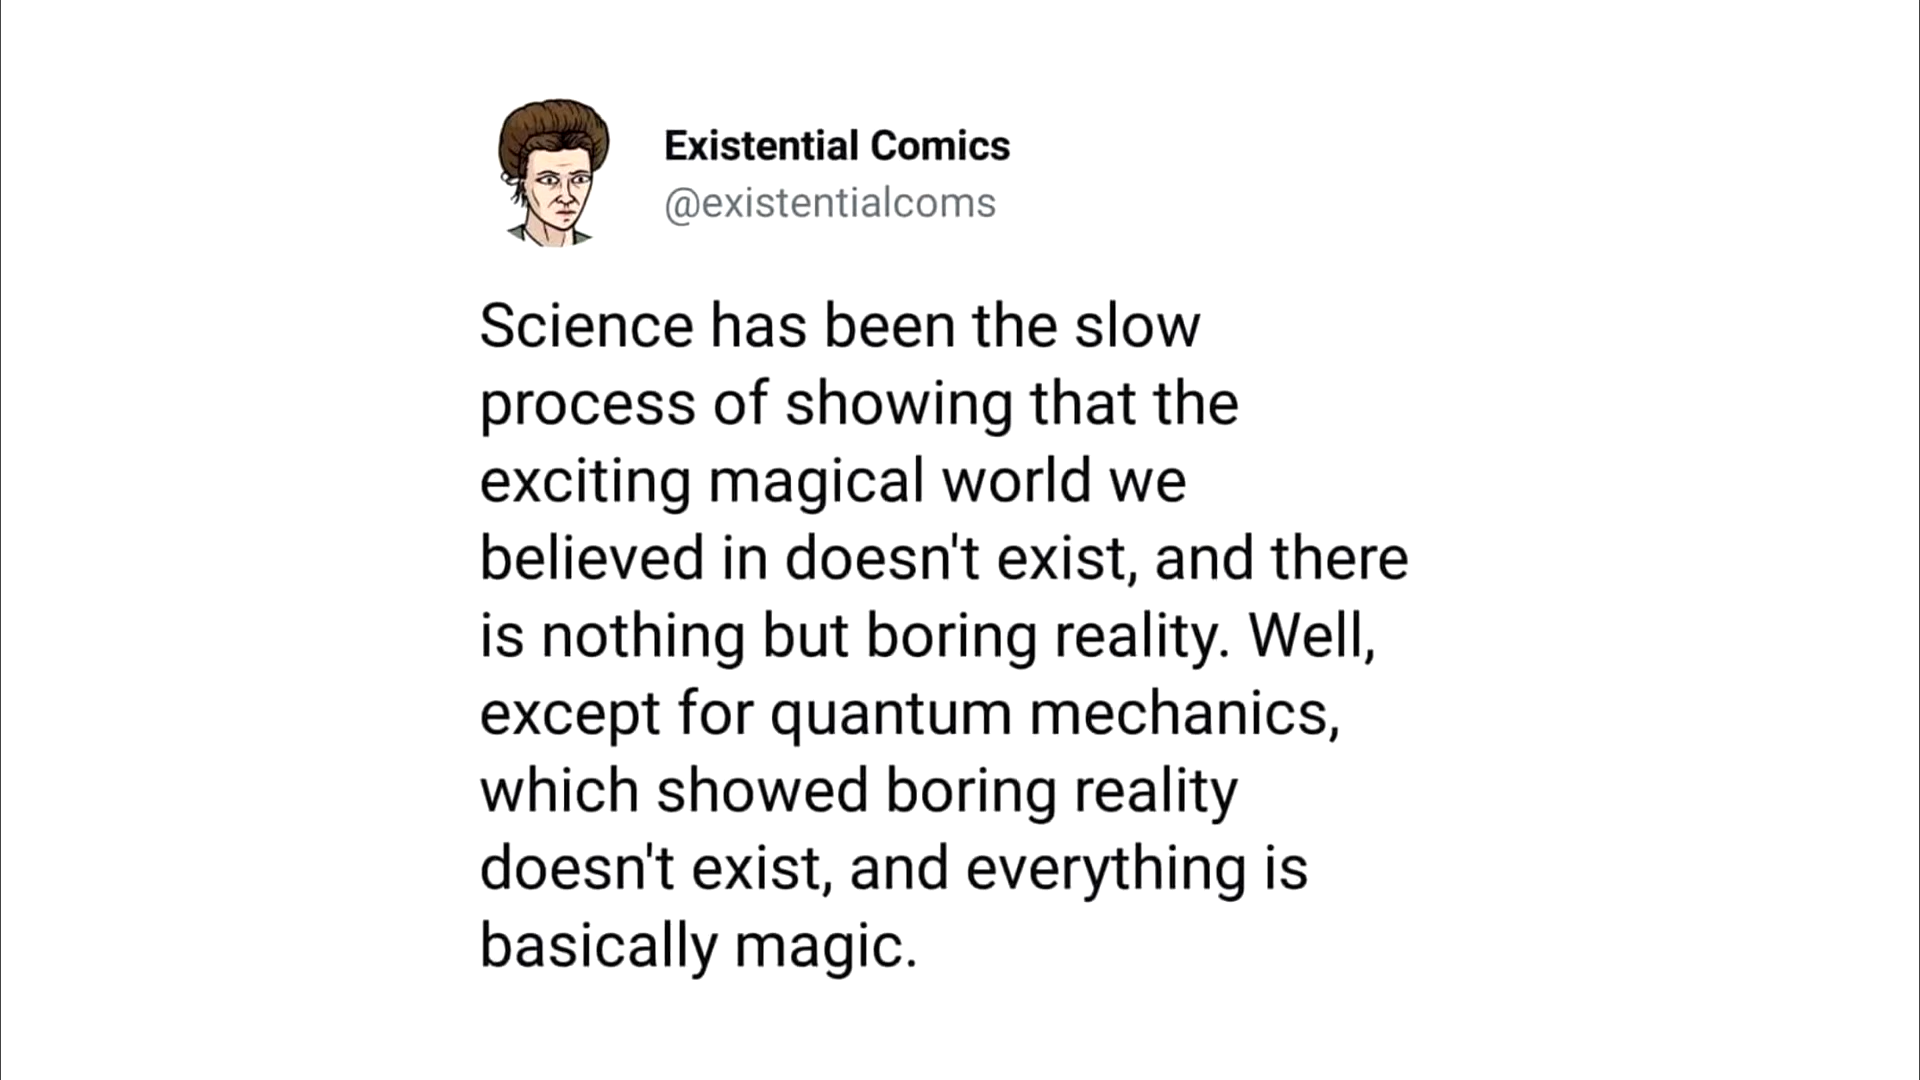 Existential Comics
@existentialcoms
Science has been the slow
process of showing that the
exciting magical world we
believed in doesn't exist, and there
is nothing but boring reality. Well,
except for quantum mechanics,
which showed boring reality
doesn't exist, and everything is
basically magic.